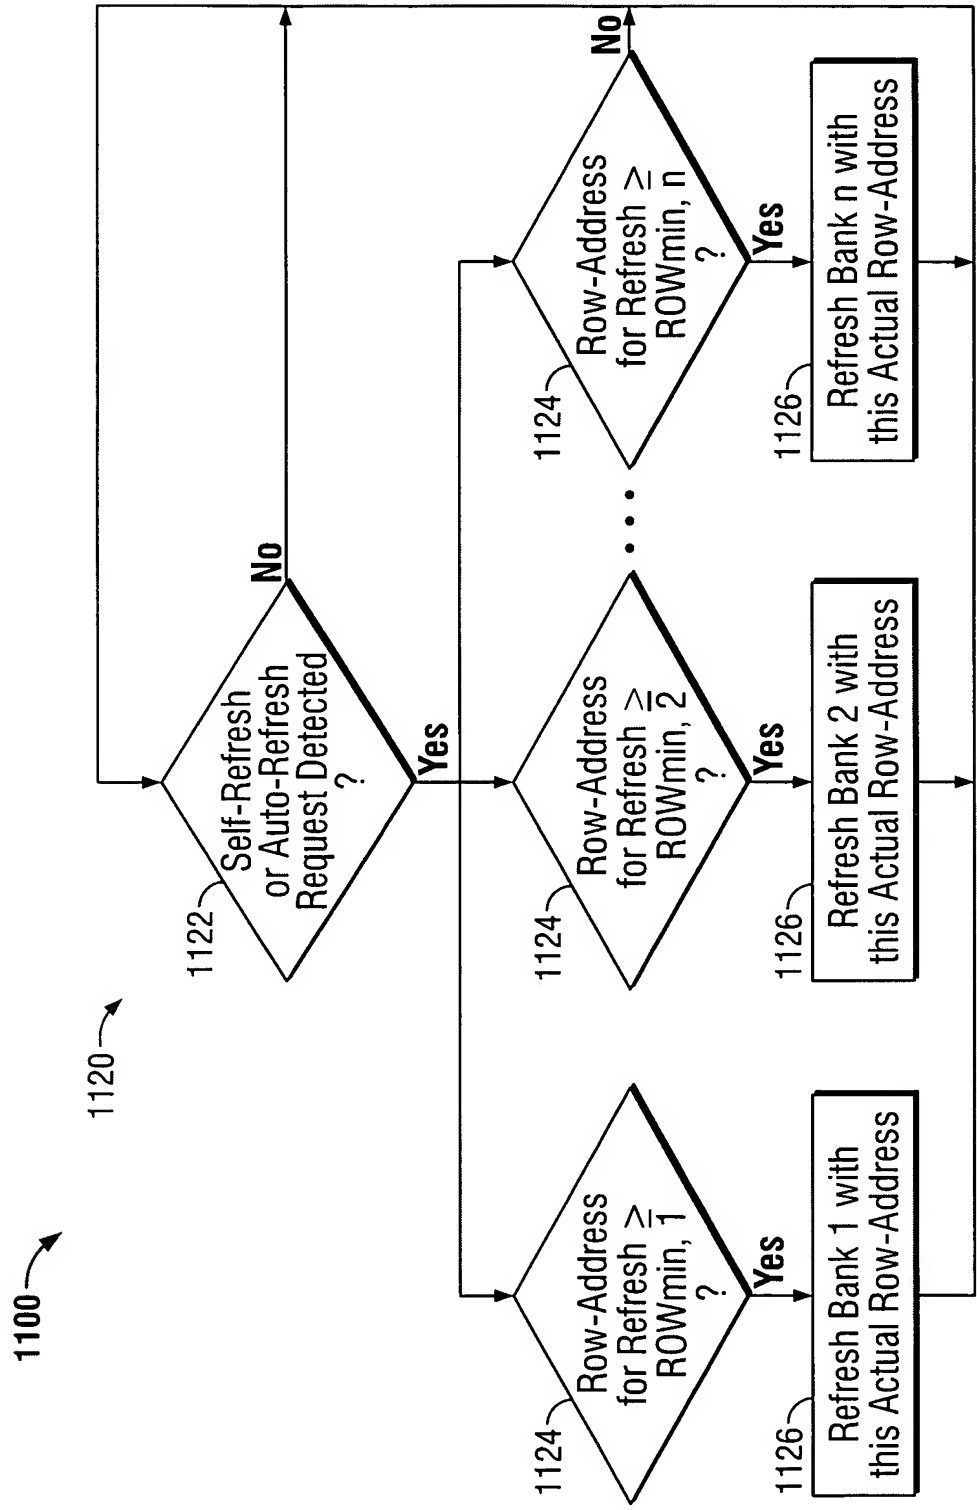 1100
1120
1122
Self-Refresh
or Auto-Refresh
Request Detected
?
No
Yes
1124
Row-Address
for Refresh ≥
ROWmin, 1
?
Yes
1124
Row-Address
for Refresh ≥
ROWmin, 2
?
Yes
1124
Row-Address
for Refresh ≥
ROWmin, n
?
No
Yes
1126
Refresh Bank 1 with
this Actual Row-Address
1126
Refresh Bank 2 with
this Actual Row-Address
1126
Refresh Bank n with
this Actual Row-Address